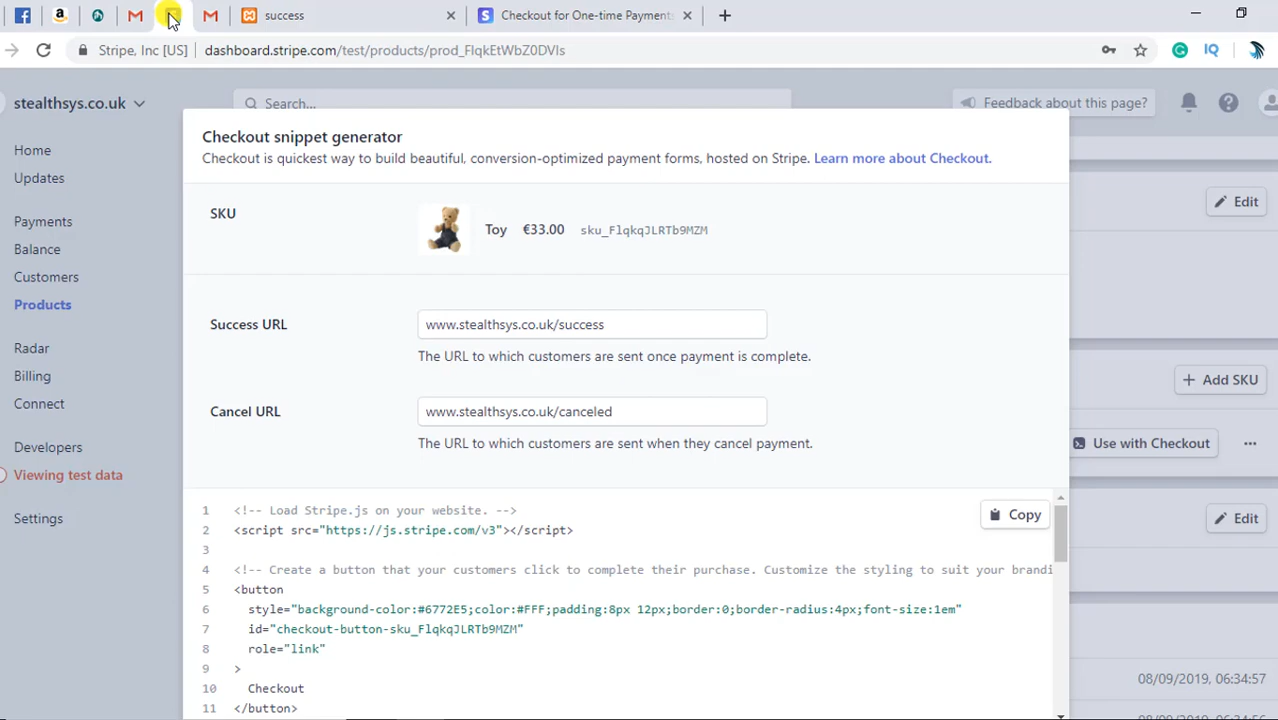 success
Checkout for One-time Payment
Stripe, Inc [US] dashboard.stripe.com/test/products/prod_FlqkEtWbZ0DVIs
IQ
stealthsys.co.uk
Search...
Feedback about this page?
Home
Updates
Payments
Balance
Customers
Products
Radar
Billing
Connect
Developers
Viewing test data
Settings
Checkout snippet generator
Checkout is quickest way to build beautiful, conversion-optimized payment forms, hosted on Stripe. Learn more about Checkout.
SKU
Toy €33.00 sku_FlqkqJLRTb9MZM
Success URL
www.stealthsys.co.uk/success
The URL to which customers are sent once payment is complete.
Cancel URL
www.stealthsys.co.uk/canceled
The URL to which customers are sent when they cancel payment.
Copy
1 <!-- Load Stripe.js on your website. -->
2 <script src="https://js.stripe.com/v3"></script>
3
4 <!-- Create a button that your customers click to complete their purchase. Customize the styling to suit your brandi
5 <button
6 style="background-color:#6772E5;color:#FFF;padding:8px 12px;border:0;border-radius:4px;font-size:1em"
7 id="checkout-button-sku_FlqkqJLRTb9MZM"
8 role="link"
9 >
10 Checkout
11 </button>
Edit
Add SKU
Use with Checkout
Edit
08/09/2019, 06:34:57